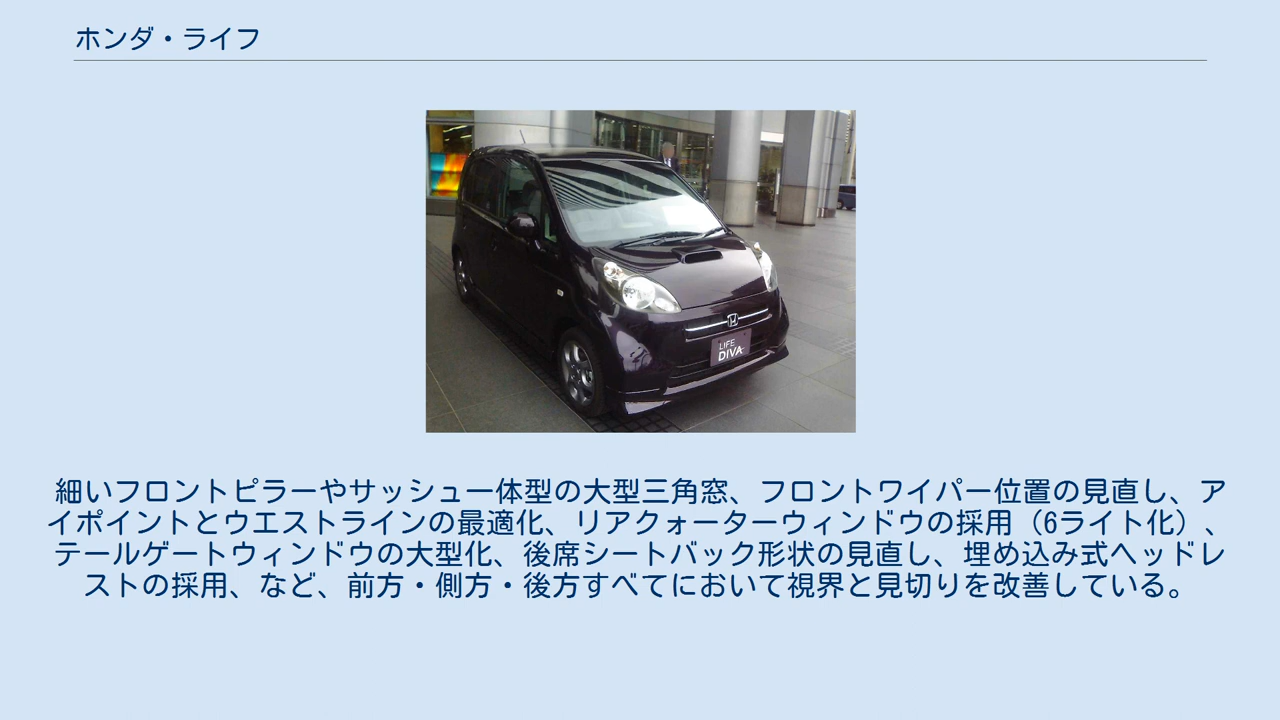 ホンダ・ライフ
LIFE
DIVA
細いフロントピラーやサッシュ一体型の大型三角窓、フロントワイパー位置の見直し、ア
イポイントとウエストラインの最適化、リアクォーターウィンドウの採用（6ライト化）、
テールゲートウィンドウの大型化、後席シートバック形状の見直し、埋め込み式ヘッドレ
ストの採用、など、前方・側方・後方すべてにおいて視界と見切りを改善している。